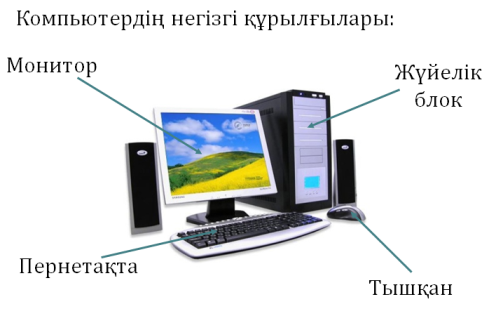 Компьютердің негізгі құрылғылары:
Монитор
Жүйелік
блок
Пернетақта
Тышқан